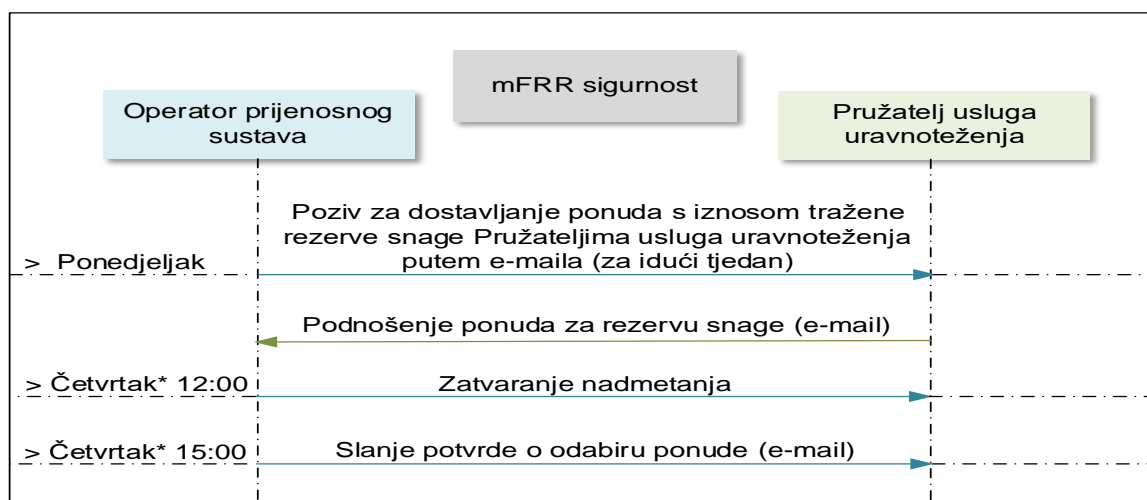 mFRR sigurnost
Operator prijenosnog
sustava
Pružatelj usluga
uravnoteženja
Poziv za dostavljanje ponuda s iznosom tražene
rezerve snage Pružateljima usluga uravnoteženja
putem e-maila (za idući tjedan)
> Ponedjeljak
Podnošenje ponuda za rezervu snage (e-mail)
> Četvrtak* 12:00
Zatvaranje nadmetanja
> Četvrtak* 15:00
Slanje potvrde o odabiru ponude (e-mail)